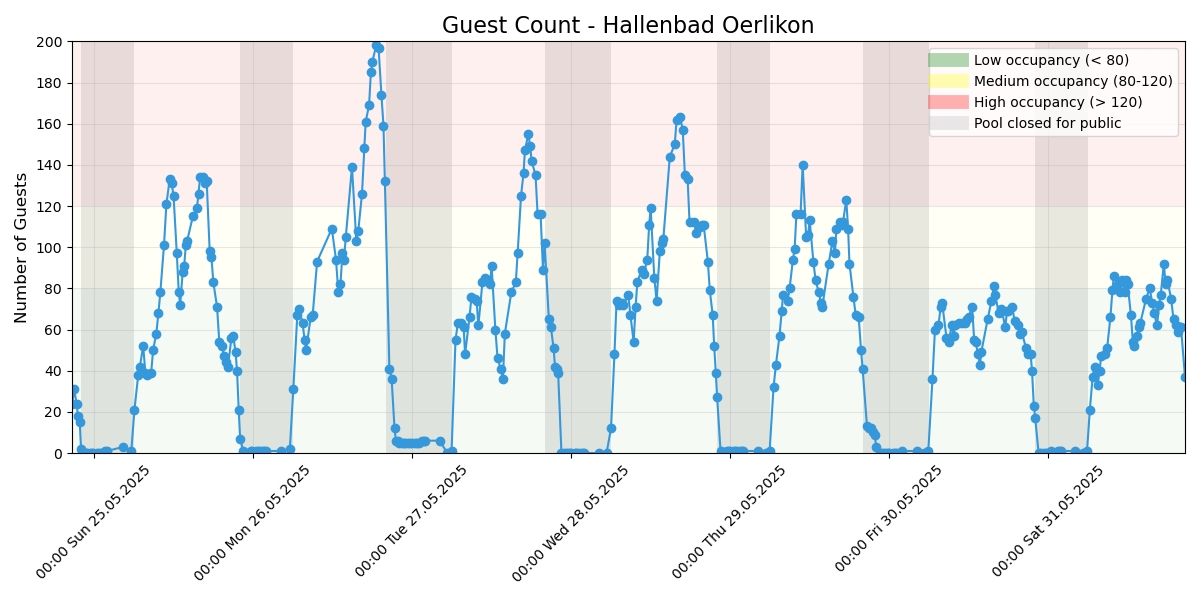 Guest Count - Hallenbad Oerlikon
Number of Guests
200
180
160
140
120
100
80
60
40
20
0
Low occupancy (< 80)
Medium occupancy (80-120)
High occupancy (> 120)
Pool closed for public
00:00 Sun 25.05.2025
00:00 Mon 26.05.2025
00:00 Tue 27.05.2025
00:00 Wed 28.05.2025
00:00 Thu 29.05.2025
00:00 Fri 30.05.2025
00:00 Sat 31.05.2025